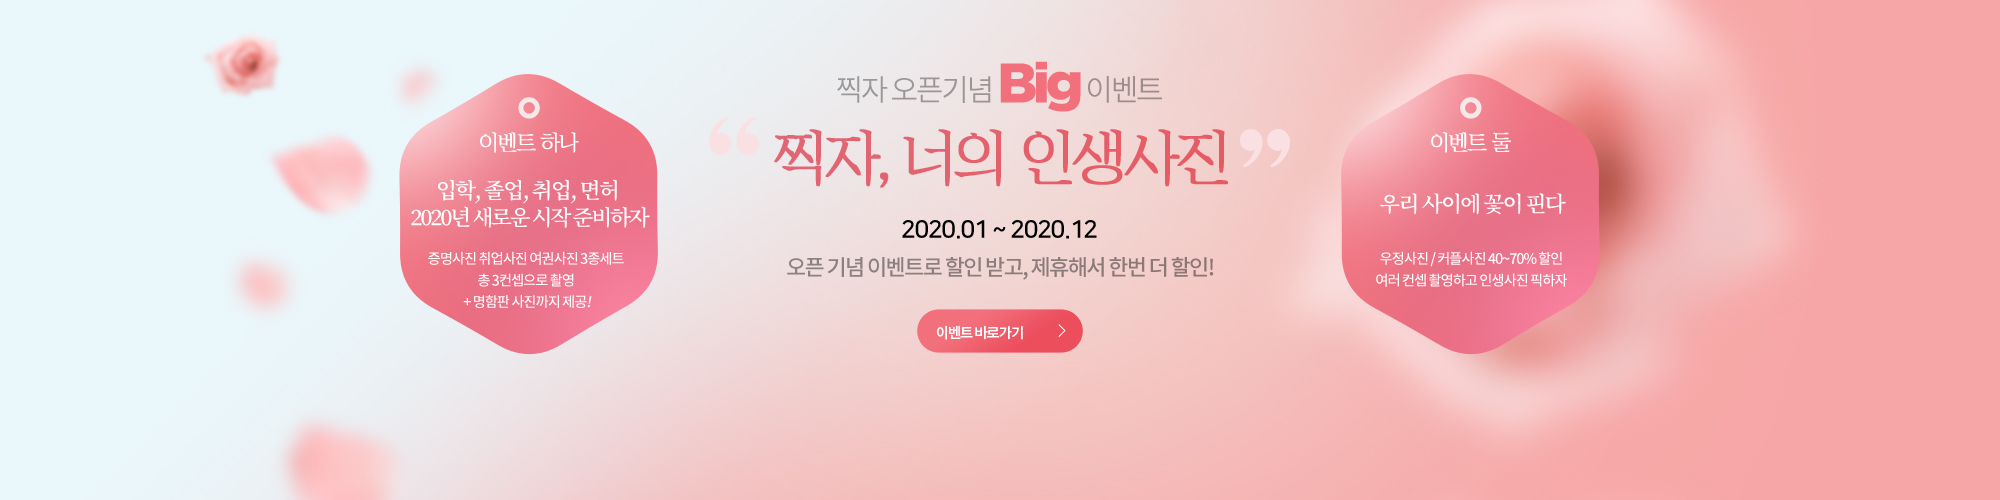 이벤트 하나
입학, 졸업, 취업, 면허
2020년 새로운 시작 준비하자
증명사진 취업사진 여권사진 3종세트
총 3컨셉으로 촬영
+ 명함판 사진까지 제공!
찍자 오픈기념 Big 이벤트
“ 찍자, 너의 인생사진 ”
2020.01 ~ 2020.12
오픈 기념 이벤트로 할인 받고, 제휴해서 한번 더 할인!
이벤트 바로가기 >
이벤트 둘
우리 사이에 꽃이 핀다
우정사진 / 커플사진 40~70% 할인
여러 컨셉 촬영하고 인생사진 픽하자